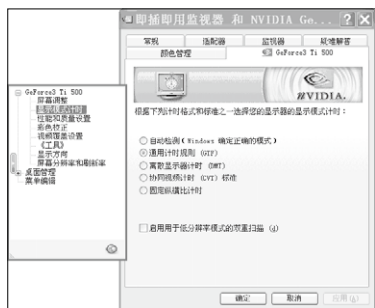 即插即用监视器 和 NVIDIA Ge...
常规 适配器 监视器 疑难解答
颜色管理 GeForce3 Ti 500
NVIDIA.
根据下列计时格式和标准之一选择您的显示器的显示模式计时:
自动检测(Windows 确定正确的模式)
通用计时规则 (GTF)
离散显示器计时 (DMT)
协同视频计时 (CVT) 标准
固定纵横比计时
启用用于低分辨率模式的双重扫描 (d)
确定 取消 应用(A)
GeForce3 Ti 500
屏幕调整
显示模式计时
性能和质量设置
颜色校正
视频覆盖设置
《工具》
显示方向
屏幕分辨率和刷新率
桌面管理
菜单编辑